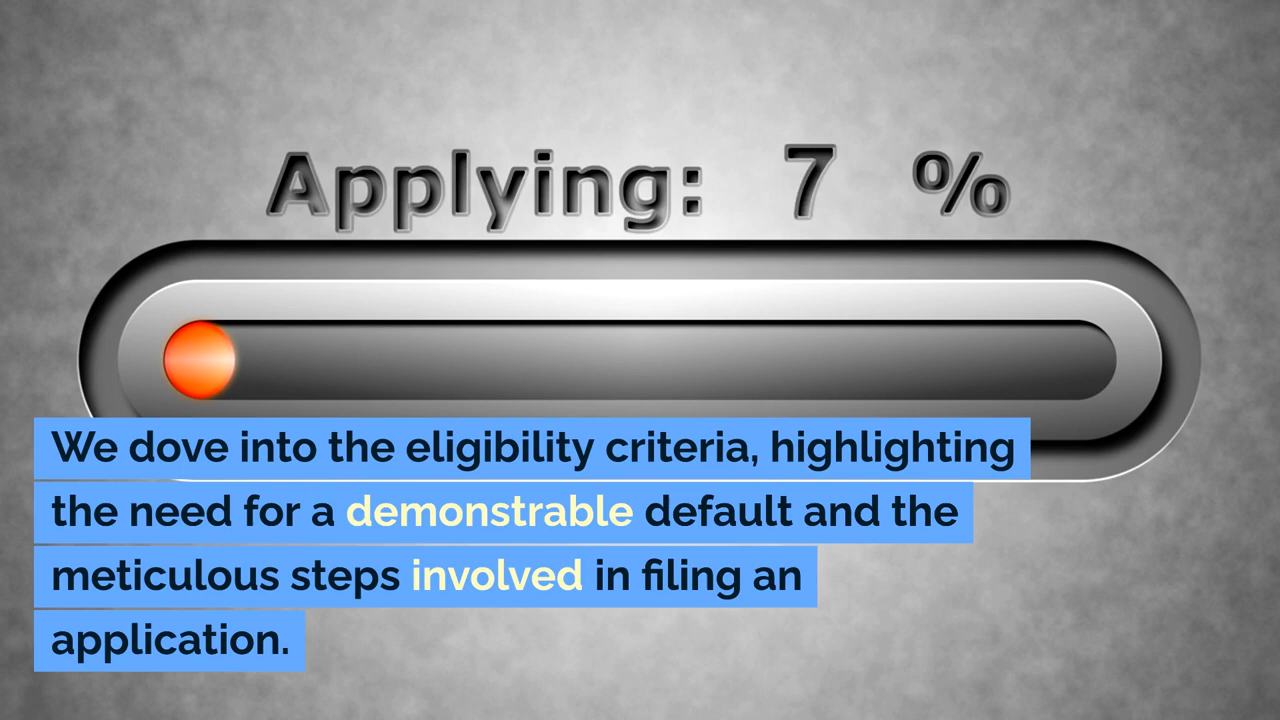 Applying: 7 %
We dove into the eligibility criteria, highlighting
the need for a demonstrable default and the
meticulous steps involved in filing an
application.